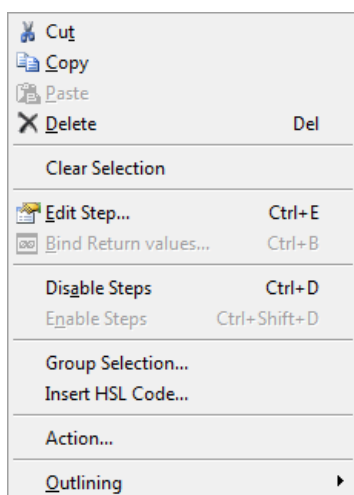 Cut
Copy
Paste
Delete Del
Clear Selection
Edit Step... Ctrl+E
Bind Return values... Ctrl+B
Disable Steps Ctrl+D
Enable Steps Ctrl+Shift+D
Group Selection...
Insert HSL Code...
Action...
Outlining